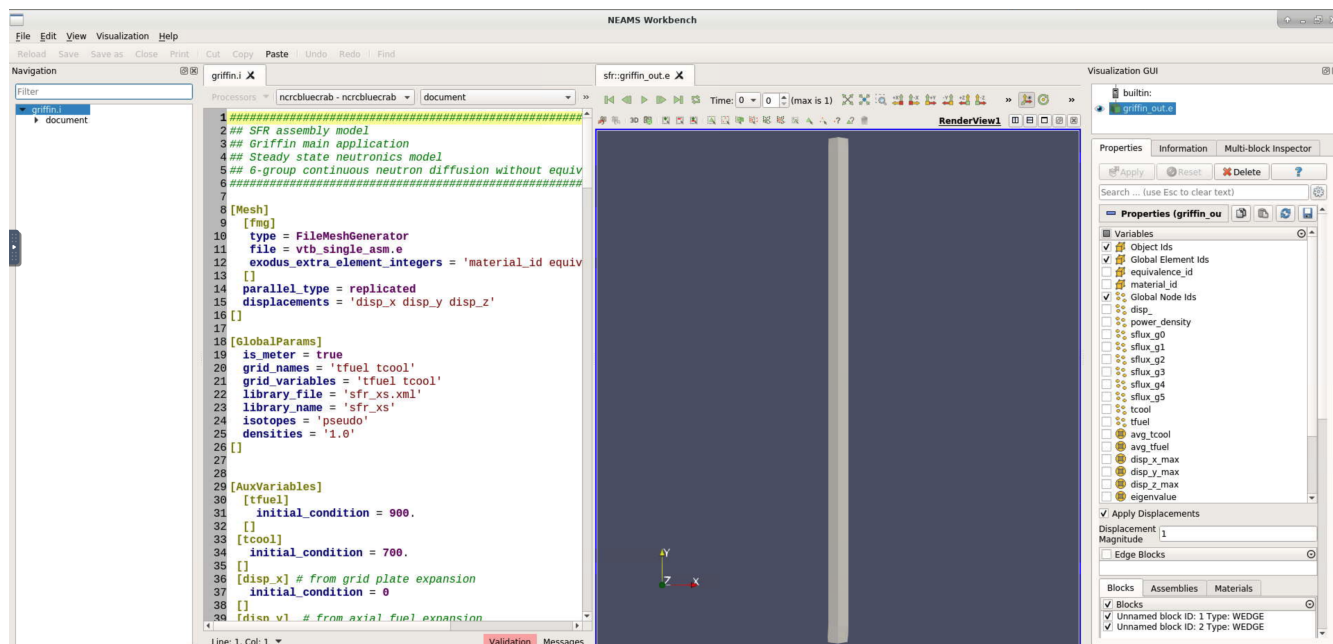 NEAMS Workbench
File Edit View Visualization Help
Reload Save Save as Close Print Cut Copy Paste Undo Redo Find
Navigation
Filter
griffin.i
document
griffin.i X
Processors ncrcbluecrab - ncrcbluecrab document »
1 ####################################################
2 ## SFR assembly model
3 ## Griffin main application
4 ## Steady state neutronics model
5 ## 6-group continuous neutron diffusion without equiv
6 ####################################################
7
8 [Mesh]
9 [fmg]
10 type = FileMeshGenerator
11 file = vtb_single_asm.e
12 exodus_extra_element_integers = 'material_id equiv
13 []
14 parallel_type = replicated
15 displacements = 'disp_x disp_y disp_z'
16 []
17
18 [GlobalParams]
19 is_meter = true
20 grid_names = 'tfuel tcool'
21 grid_variables = 'tfuel tcool'
22 library_file = 'sfr_xs.xml'
23 library_name = 'sfr_xs'
24 isotopes = 'pseudo'
25 densities = '1.0'
26 []
27
28
29 [AuxVariables]
30 [tfuel]
31 initial_condition = 900.
32 []
33 [tcool]
34 initial_condition = 700.
35 []
36 [disp_x] # from grid plate expansion
37 initial_condition = 0
38 []
39 [disp_y] # from axial fuel expansion
Line: 1, Col: 1
Validation Messages
sfr::griffin_out.e X
Time: 0 0 (max is 1) » »
3D RenderView1
Y
Z X
Visualization GUI
builtin:
griffin_out.e
Properties Information Multi-block Inspector
Apply Reset Delete ?
Search ... (use Esc to clear text)
Properties (griffin_ou
Variables
Object Ids
Global Element Ids
equivalence_id
material_id
Global Node Ids
disp_
power_density
sflux_g0
sflux_g1
sflux_g2
sflux_g3
sflux_g4
sflux_g5
tcool
tfuel
avg_tcool
avg_tfuel
disp_x_max
disp_y_max
disp_z_max
eigenvalue
Apply Displacements
Displacement
Magnitude
1
Edge Blocks
Blocks Assemblies Materials
Blocks
Unnamed block ID: 1 Type: WEDGE
Unnamed block ID: 2 Type: WEDGE